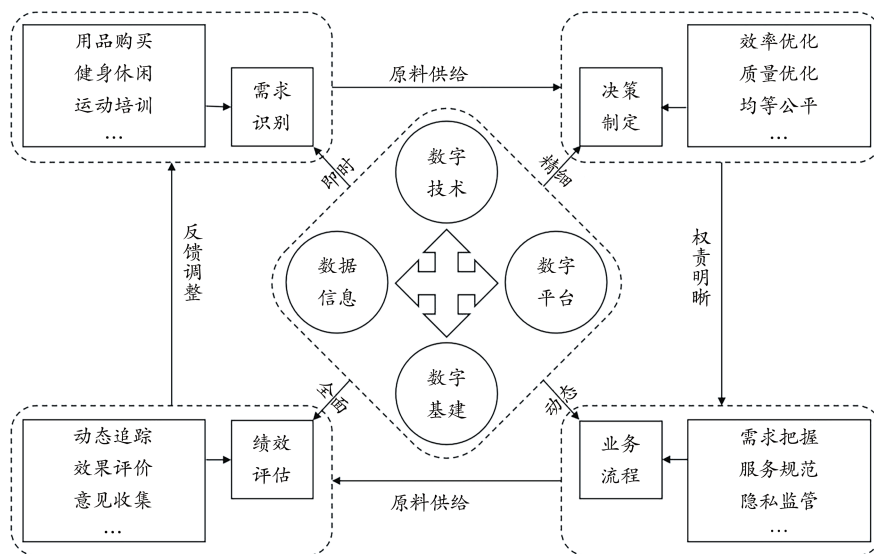 用品购买
健身休闲
运动培训
…
需求
识别
原料供给
决策
制定
效率优化
质量优化
均等公平
…
即时
精细
数字
技术
数据
信息
数字
平台
数字
基建
反馈调整
权责明晰
全面
动态
动态追踪
效果评价
意见收集
…
绩效
评估
原料供给
业务
流程
需求把握
服务规范
隐私监管
…